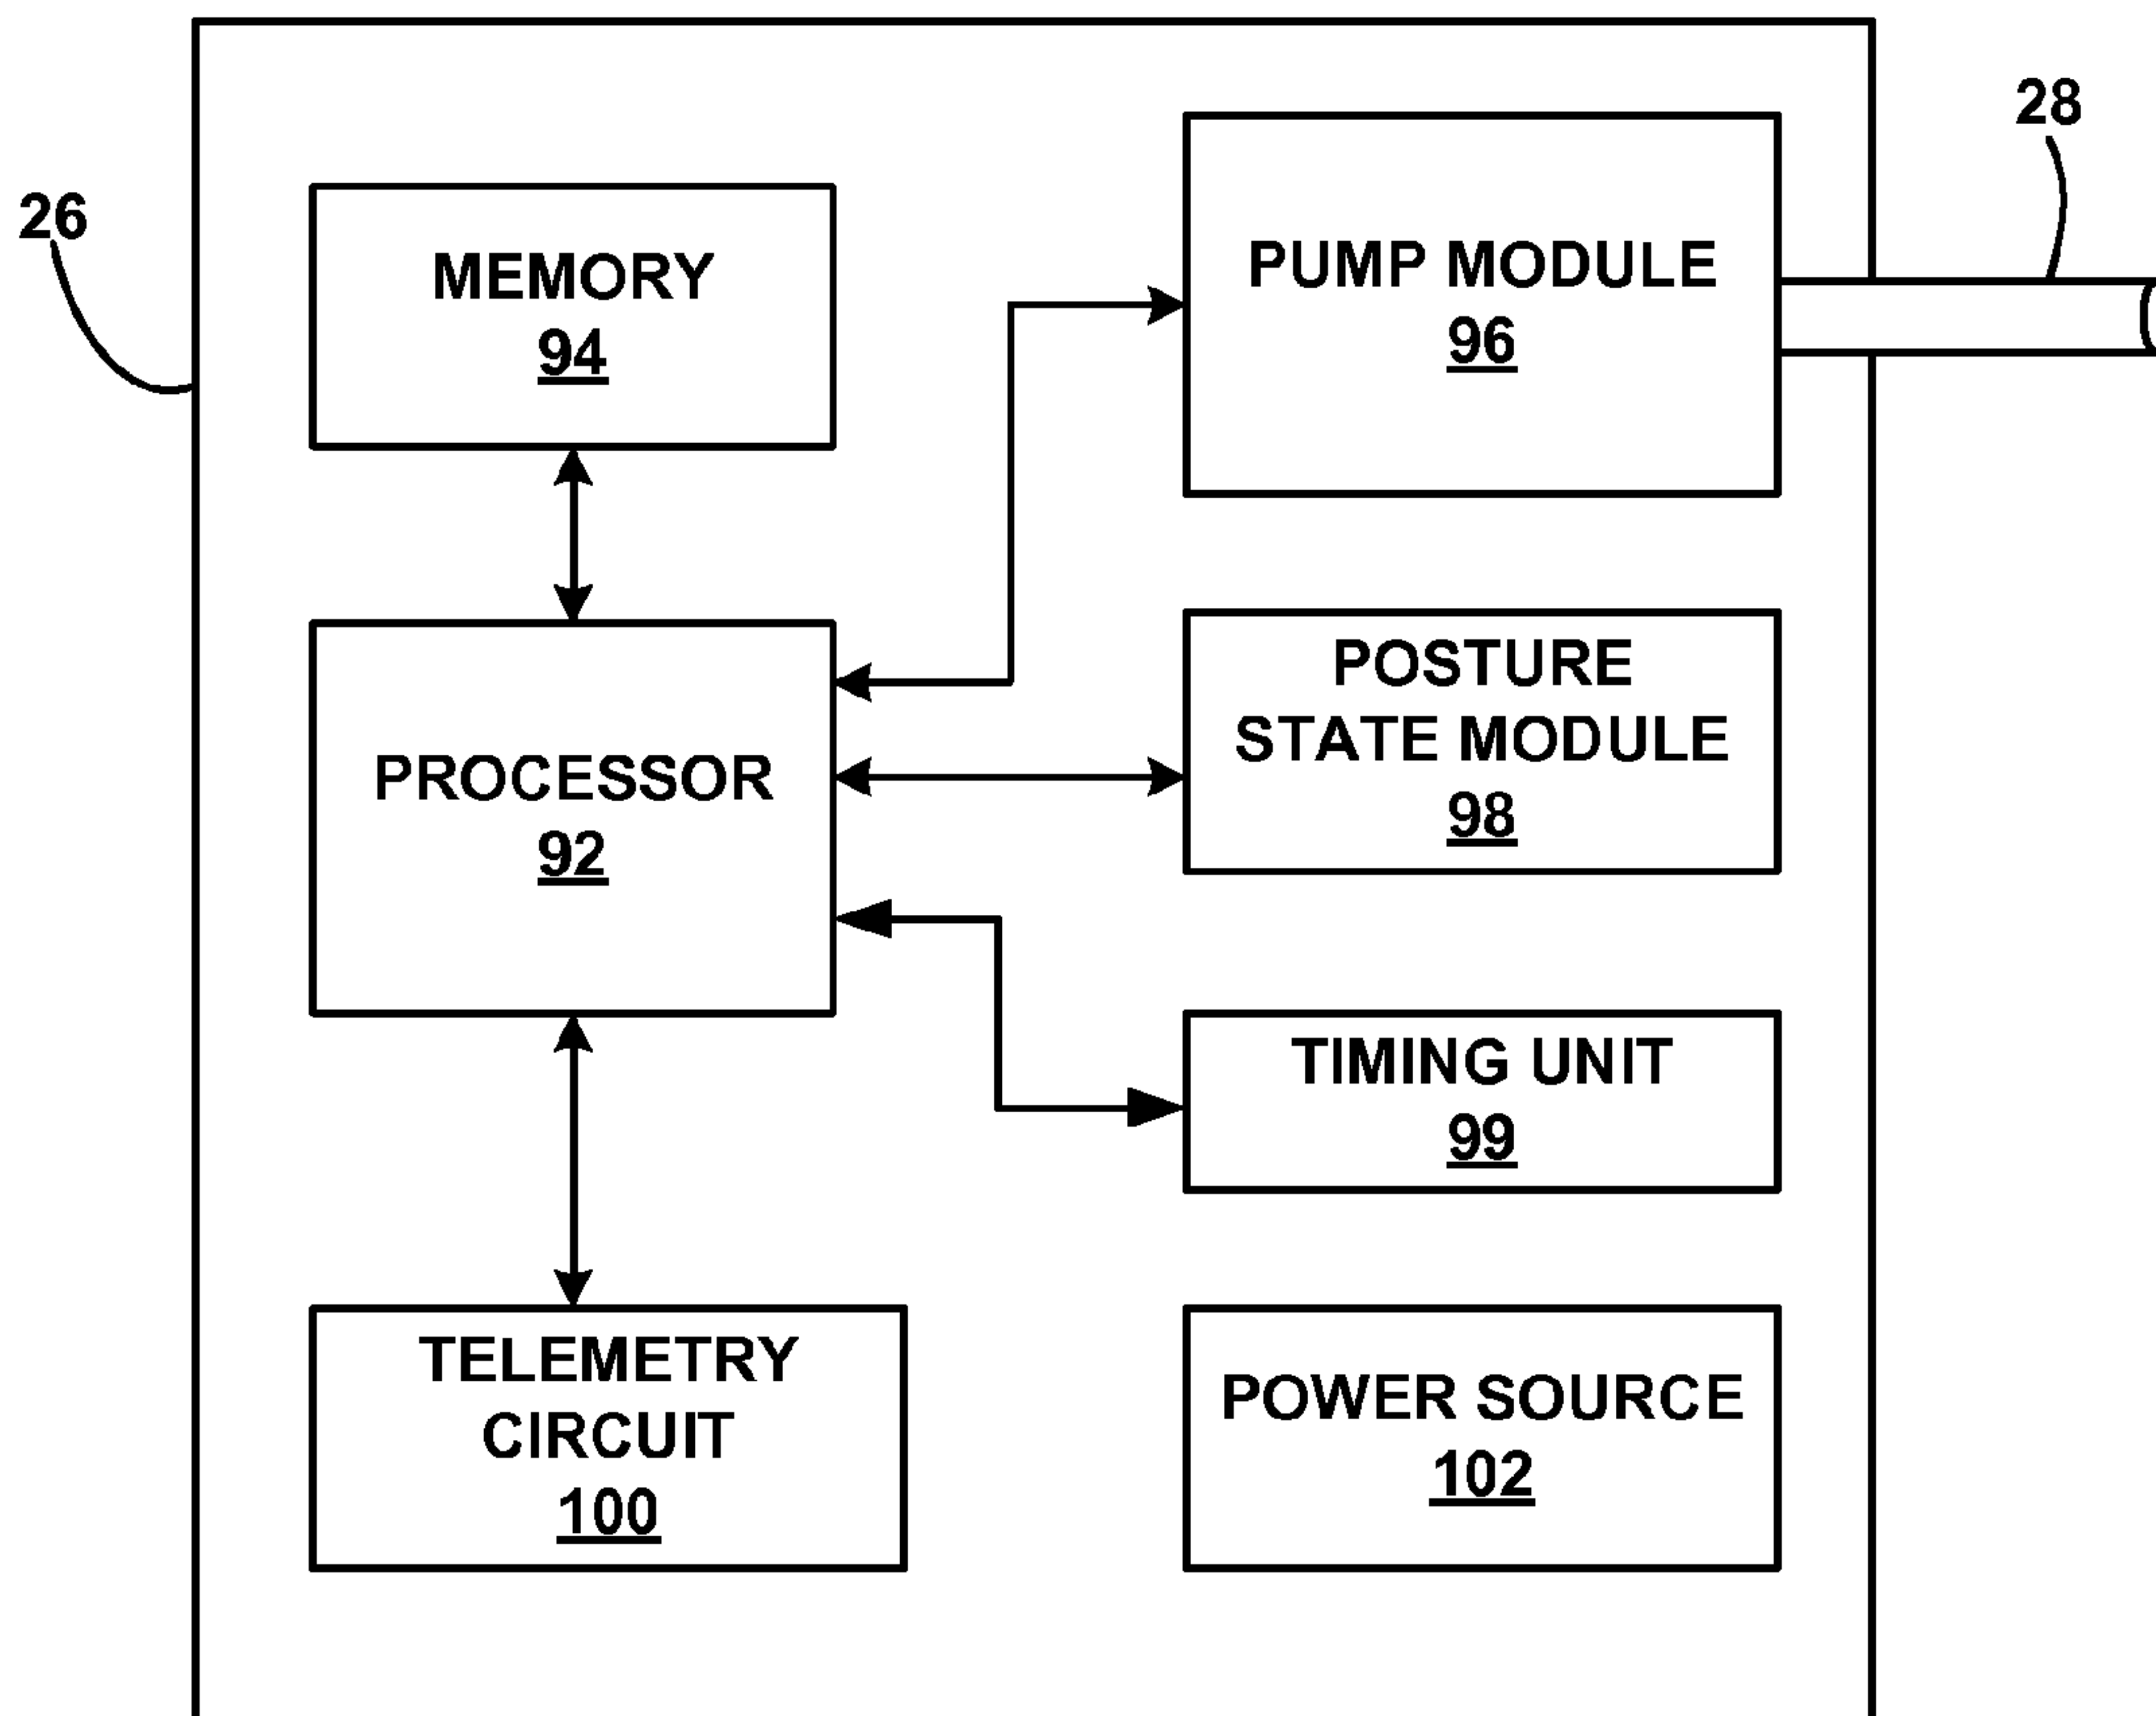 26
28
MEMORY
94
PUMP MODULE
96
PROCESSOR
92
POSTURE
STATE MODULE
98
TIMING UNIT
99
TELEMETRY
CIRCUIT
100
POWER SOURCE
102